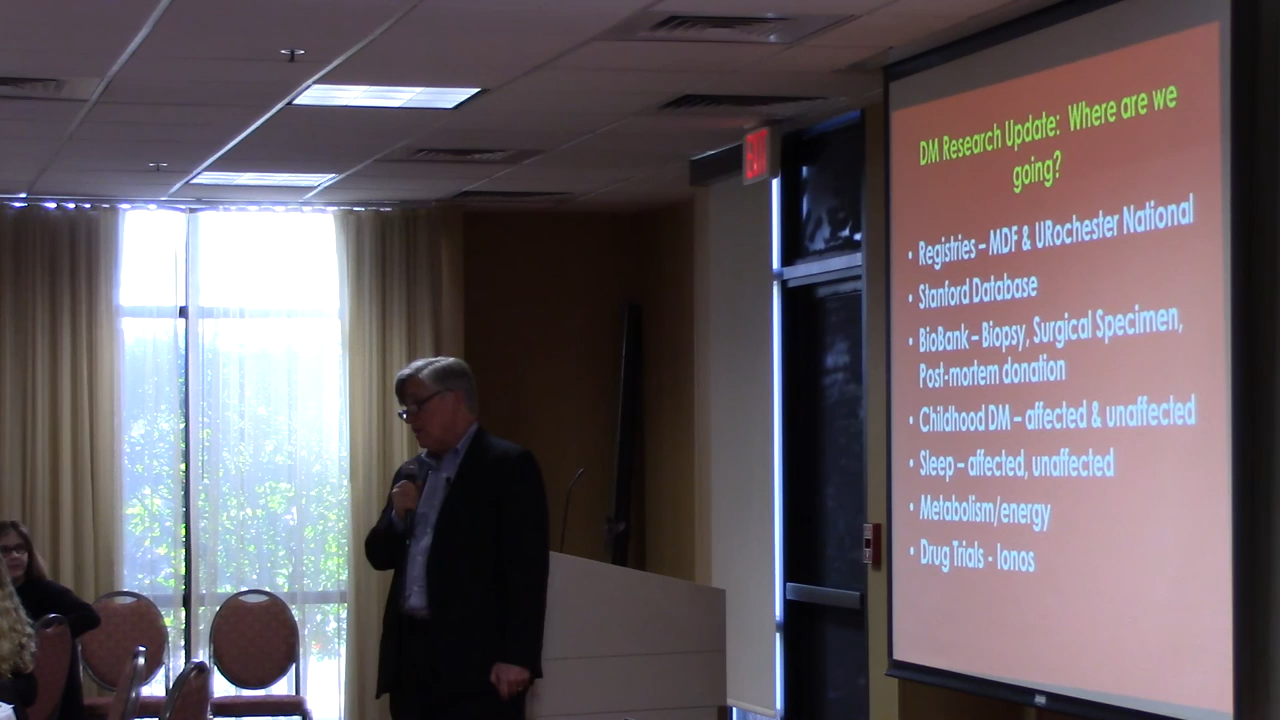 EXIT
DM Research Update: Where are we
going?
• Registries – MDF & URochester National
• Stanford Database
• BioBank – Biopsy, Surgical Specimen,
Post-mortem donation
• Childhood DM – affected & unaffected
• Sleep – affected, unaffected
• Metabolism/energy
• Drug Trials - Ionos